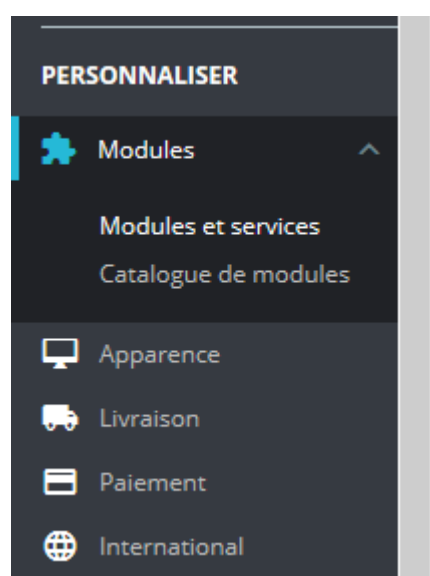 PERSONNALISER
Modules
Modules et services
Catalogue de modules
Apparence
Livraison
Paiement
International